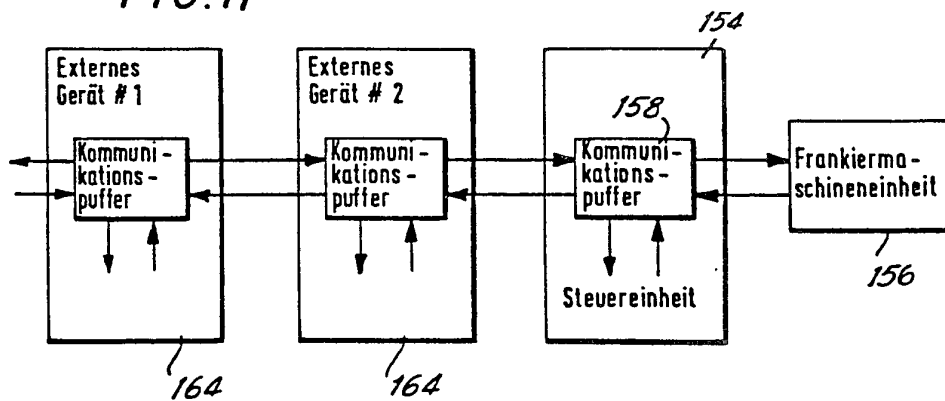 154
Externes
Gerät # 1
Externes
Gerät # 2
158
Kommuni-
kations-
puffer
Kommuni-
kations-
puffer
Kommuni-
kations-
puffer
Frankierma-
schineneinheit
Steuereinheit
156
164
164